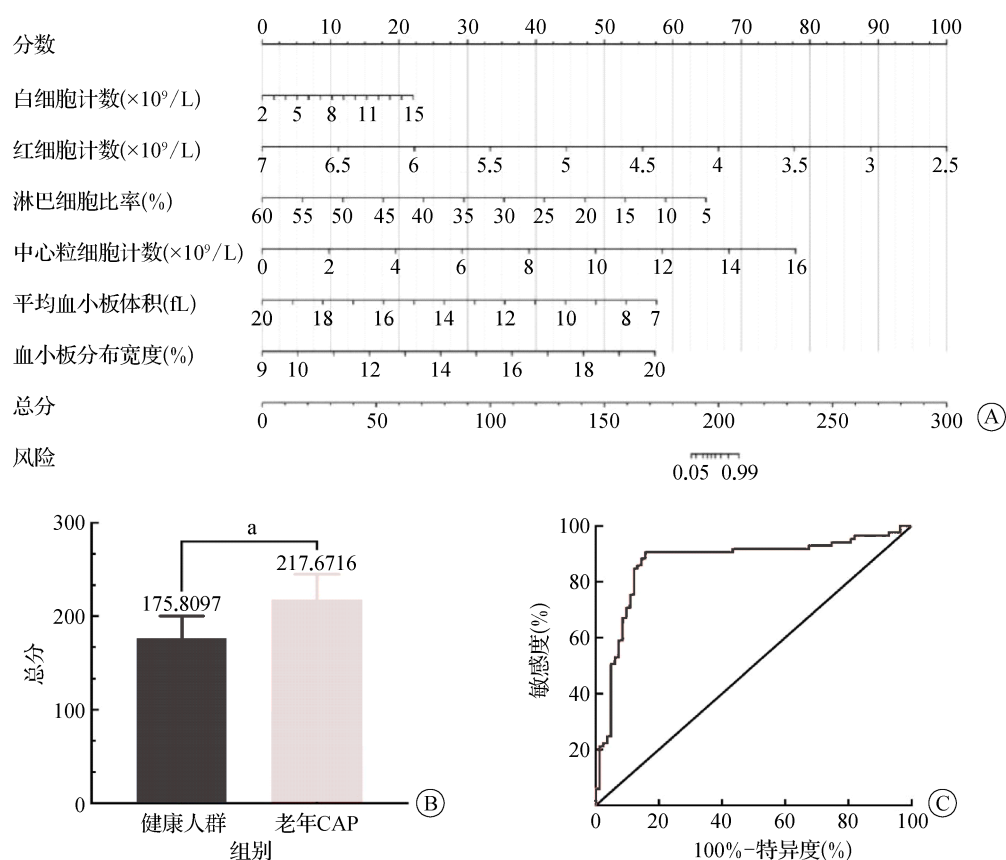 分数 0 10 20 30 40 50 60 70 80 90 100
白细胞计数(×10⁹/L) 2 5 8 11 15
红细胞计数(×10⁹/L) 7 6.5 6 5.5 5 4.5 4 3.5 3 2.5
淋巴细胞比率(%) 60 55 50 45 40 35 30 25 20 15 10 5
中心粒细胞计数(×10⁹/L) 0 2 4 6 8 10 12 14 16
平均血小板体积(fL) 20 18 16 14 12 10 8 7
血小板分布宽度(%) 9 10 12 14 16 18 20
总分 0 50 100 150 200 250 300
A
风险 0.05 0.99
300
200
100
0
总分
a
175.8097
217.6716
健康人群 老年CAP
组别
B
100
80
60
40
20
敏感度(%)
0 20 40 60 80 100
100%-特异度(%)
C